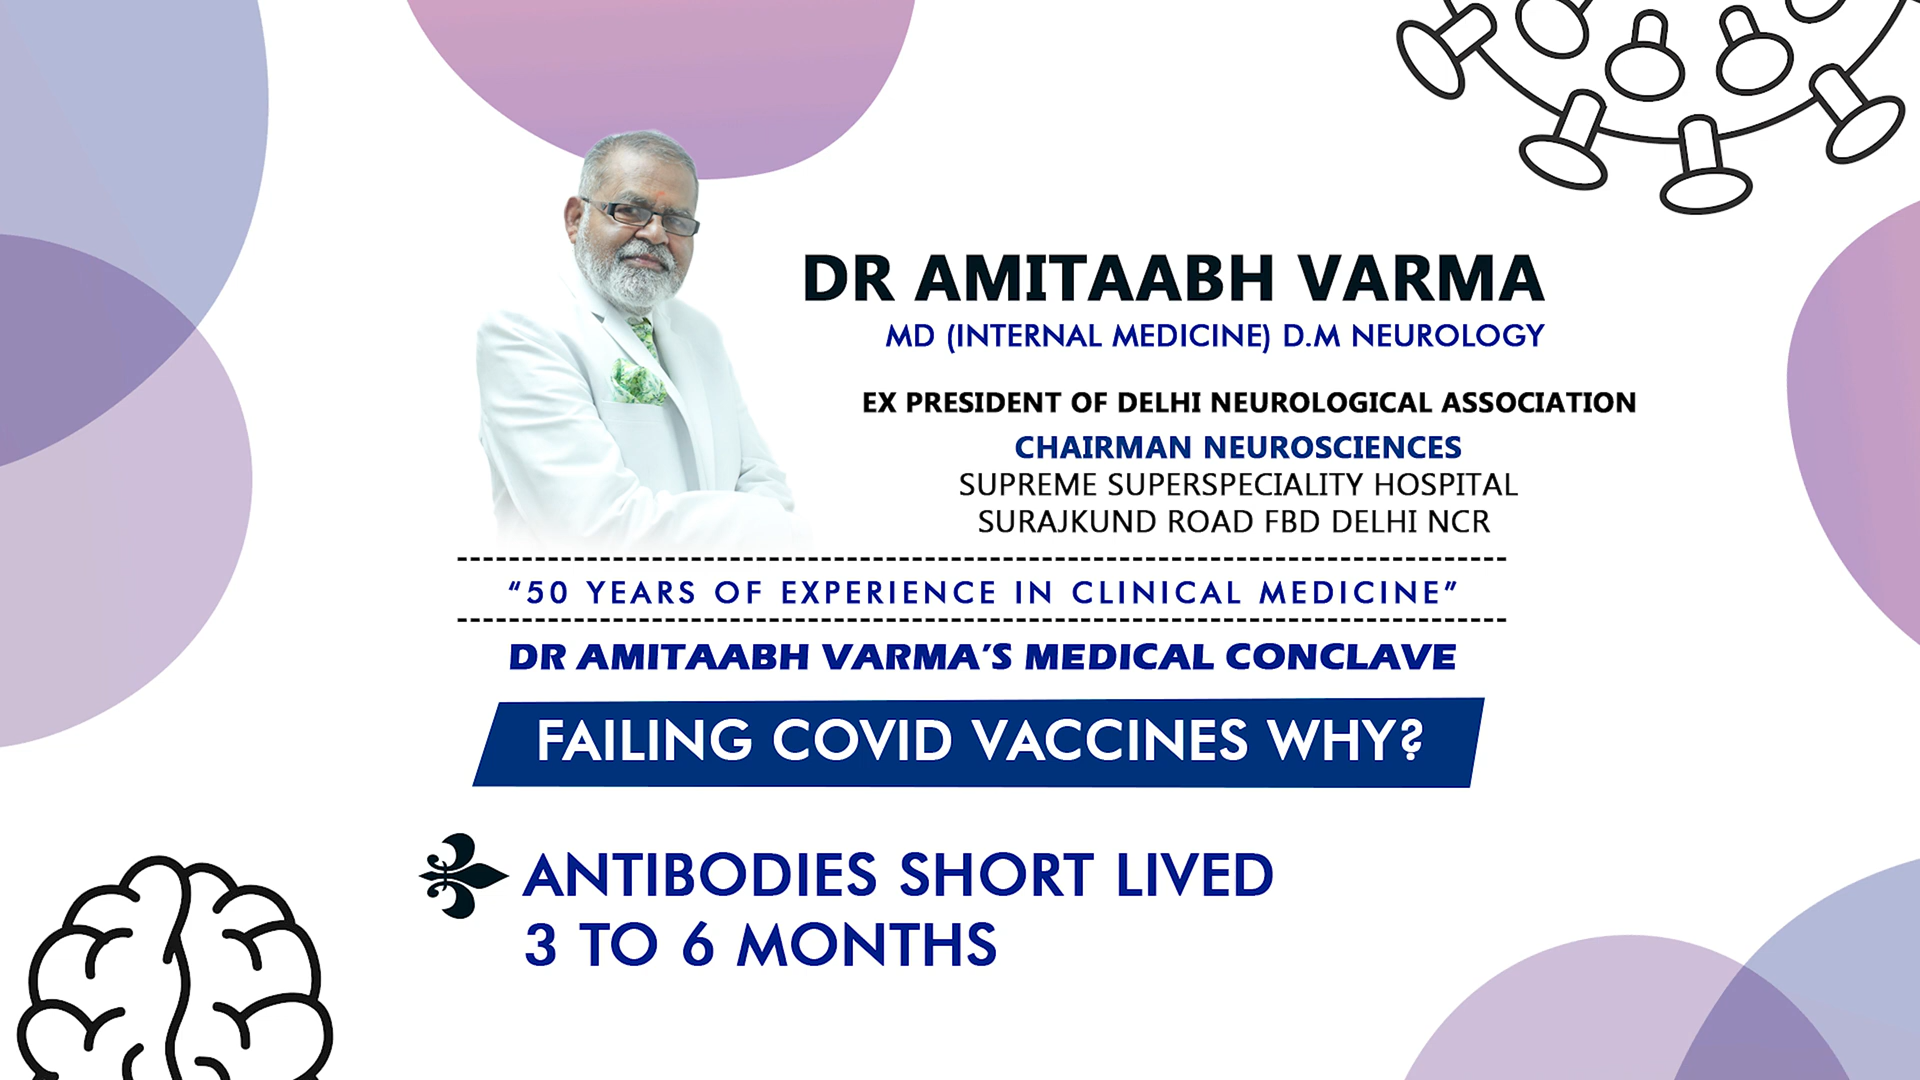 DR AMITAABH VARMA
MD (INTERNAL MEDICINE) D.M NEUROLOGY
EX PRESIDENT OF DELHI NEUROLOGICAL ASSOCIATION
CHAIRMAN NEUROSCIENCES
SUPREME SUPERSPECIALITY HOSPITAL
SURAJKUND ROAD FBD DELHI NCR
“50 YEARS OF EXPERIENCE IN CLINICAL MEDICINE”
DR AMITAABH VARMA’S MEDICAL CONCLAVE
FAILING COVID VACCINES WHY?
ANTIBODIES SHORT LIVED
3 TO 6 MONTHS